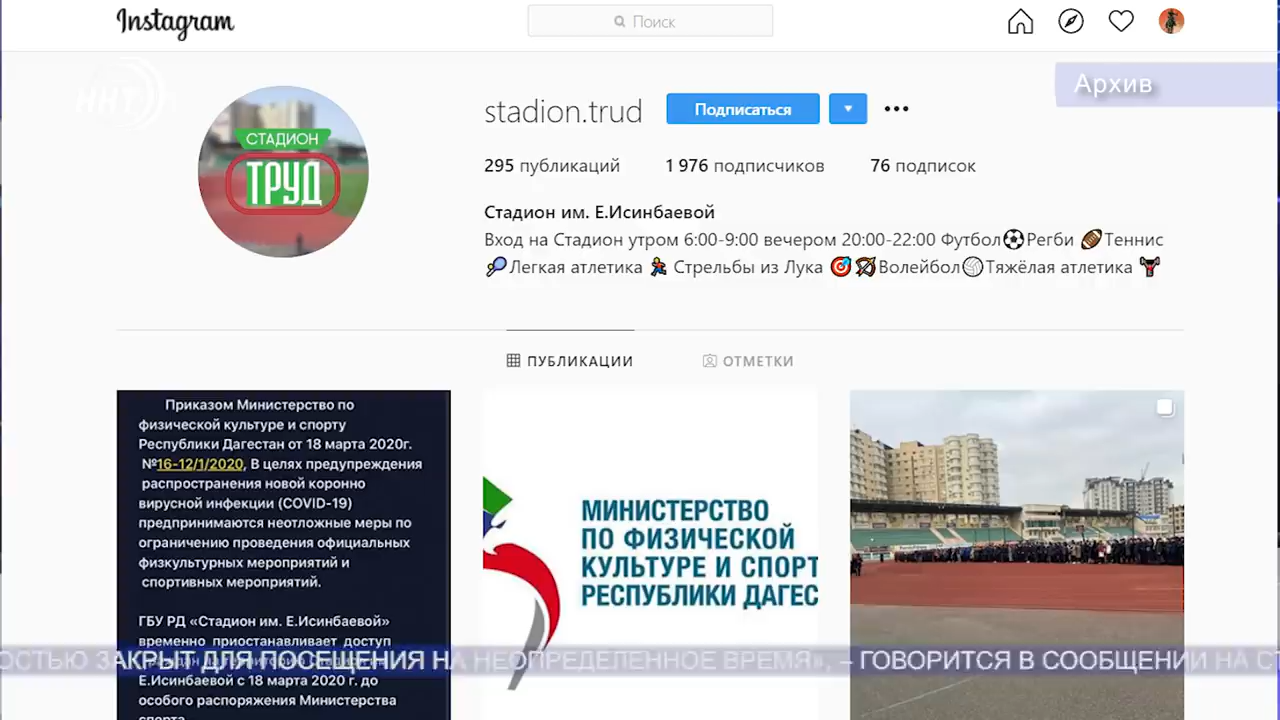 Instagram
Поиск
ННТ
Архив
СТАДИОН
ТРУД
stadion.trud
Подписаться
295 публикаций 1 976 подписчиков 76 подписок
Стадион им. Е.Исинбаевой
Вход на Стадион утром 6:00-9:00 вечером 20:00-22:00 Футбол⚽Регби 🏉Теннис
🎾Легкая атлетика 🏃 Стрельбы из Лука 🎯🏹Волейбол🏐Тяжёлая атлетика 🏋
ПУБЛИКАЦИИ
ОТМЕТКИ
Приказом Министерство по
физической культуре и спорту
Республики Дагестан от 18 марта 2020г.
№16-12/1/2020, В целях предупреждения
распространения новой коронно
вирусной инфекции (COVID-19)
предпринимаются неотложные меры по
ограничению проведения официальных
физкультурных мероприятий и
спортивных мероприятий.
ГБУ РД «Стадион им. Е.Исинбаевой»
временно приостанавливает доступ
Е.Исинбаевой с 18 марта 2020 г. до
особого распоряжения Министерства
спорта
МИНИСТЕРСТВО
ПО ФИЗИЧЕСКОЙ
КУЛЬТУРЕ И СПОРТ
РЕСПУБЛИКИ ДАГЕС
ОСТЬЮ ЗАКРЫТ ДЛЯ ПОСЕЩЕНИЯ НА НЕОПРЕДЕЛЕННОЕ ВРЕМЯ», – ГОВОРИТСЯ В СООБЩЕНИИ НА СТ